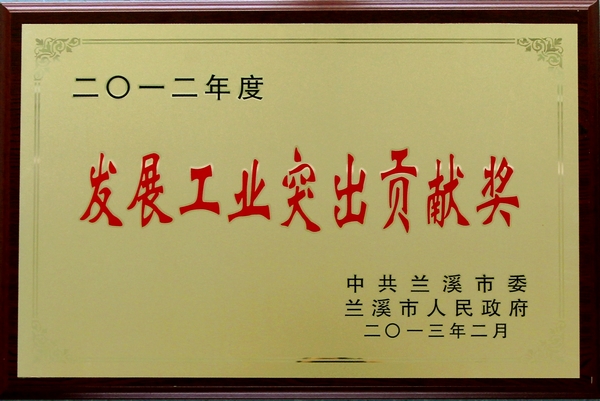 二〇一二年度
发展工业突出贡献奖
中共兰溪市委
兰溪市人民政府
二〇一三年二月